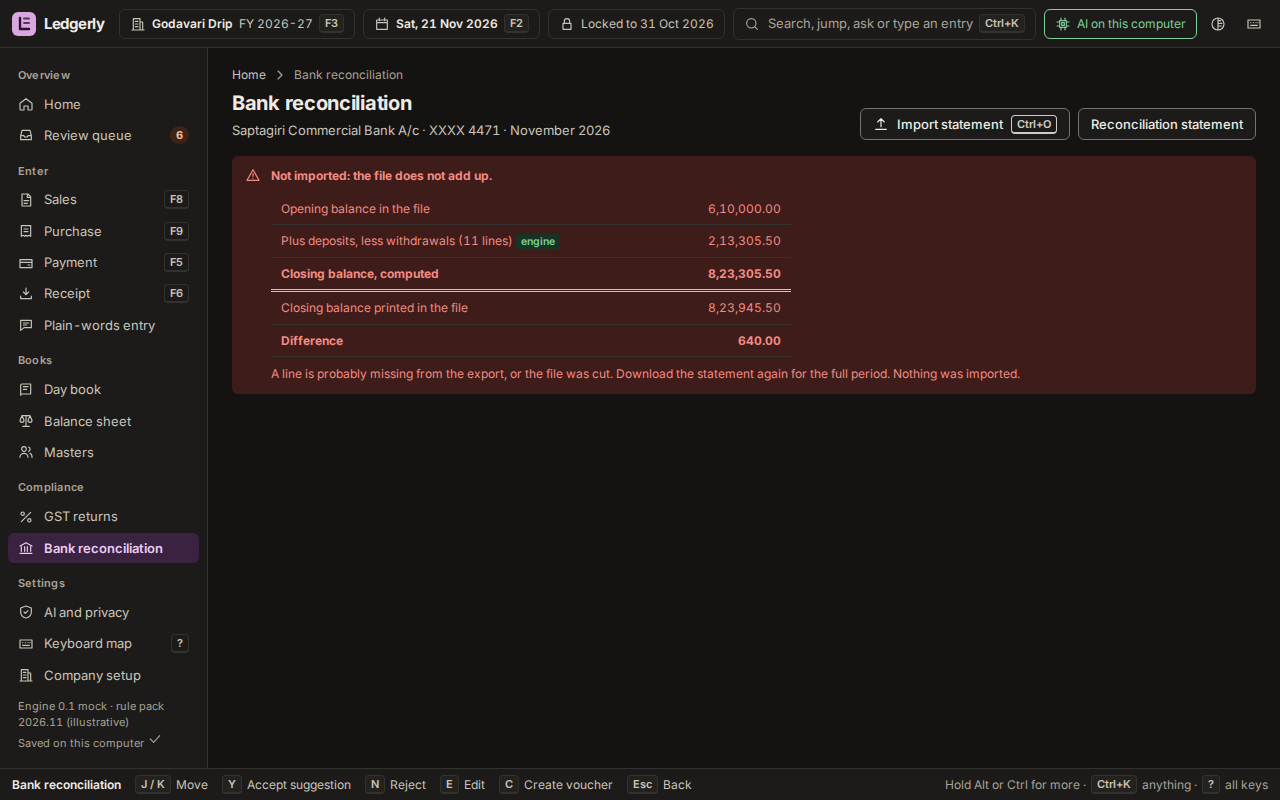 Ledgerly
Godavari Drip FY 2026-27 F3
Sat, 21 Nov 2026 F2
Locked to 31 Oct 2026
Search, jump, ask or type an entry Ctrl+K
AI on this computer
Overview
Home
Review queue 6
Enter
Sales F8
Purchase F9
Payment F5
Receipt F6
Plain-words entry
Books
Day book
Balance sheet
Masters
Compliance
GST returns
Bank reconciliation
Settings
AI and privacy
Keyboard map ?
Company setup
Engine 0.1 mock · rule pack
2026.11 (illustrative)
Saved on this computer
Home > Bank reconciliation
Bank reconciliation
Saptagiri Commercial Bank A/c · XXXX 4471 · November 2026
Import statement Ctrl+O
Reconciliation statement
Not imported: the file does not add up.
Opening balance in the file 6,10,000.00
Plus deposits, less withdrawals (11 lines) engine 2,13,305.50
Closing balance, computed 8,23,305.50
Closing balance printed in the file 8,23,945.50
Difference 640.00
A line is probably missing from the export, or the file was cut. Download the statement again for the full period. Nothing was imported.
Bank reconciliation J / K Move Y Accept suggestion N Reject E Edit C Create voucher Esc Back
Hold Alt or Ctrl for more · Ctrl+K anything · ? all keys